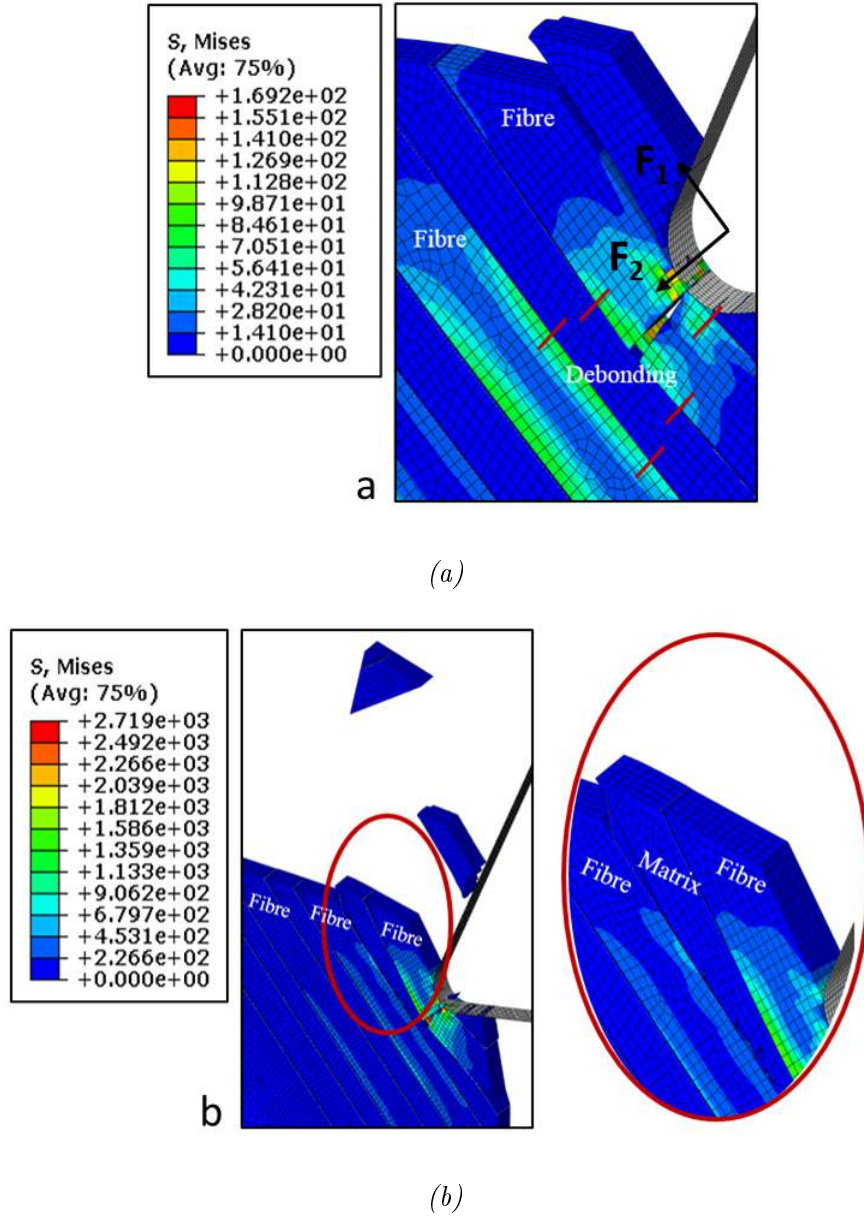 S, Mises
(Avg: 75%)
+1.692e+02
+1.551e+02
+1.410e+02
+1.269e+02
+1.128e+02
+9.871e+01
+8.461e+01
+7.051e+01
+5.641e+01
+4.231e+01
+2.820e+01
+1.410e+01
+0.000e+00
Fibre
F1
Fibre
F2
Debonding
a
(a)
S, Mises
(Avg: 75%)
+2.719e+03
+2.492e+03
+2.266e+03
+2.039e+03
+1.812e+03
+1.586e+03
+1.359e+03
+1.133e+03
+9.062e+02
+6.797e+02
+4.531e+02
+2.266e+02
+0.000e+00
Fibre Fibre Fibre
Fibre Matrix Fibre
b
(b)